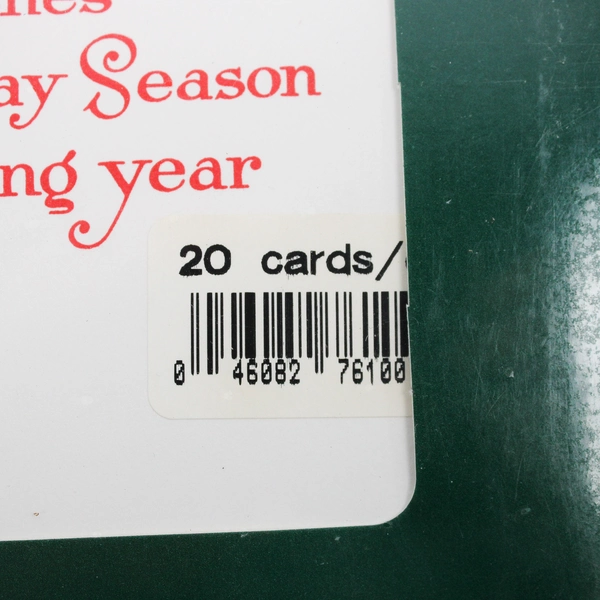 ay Season
ng year
20 cards/
0 46082 76100